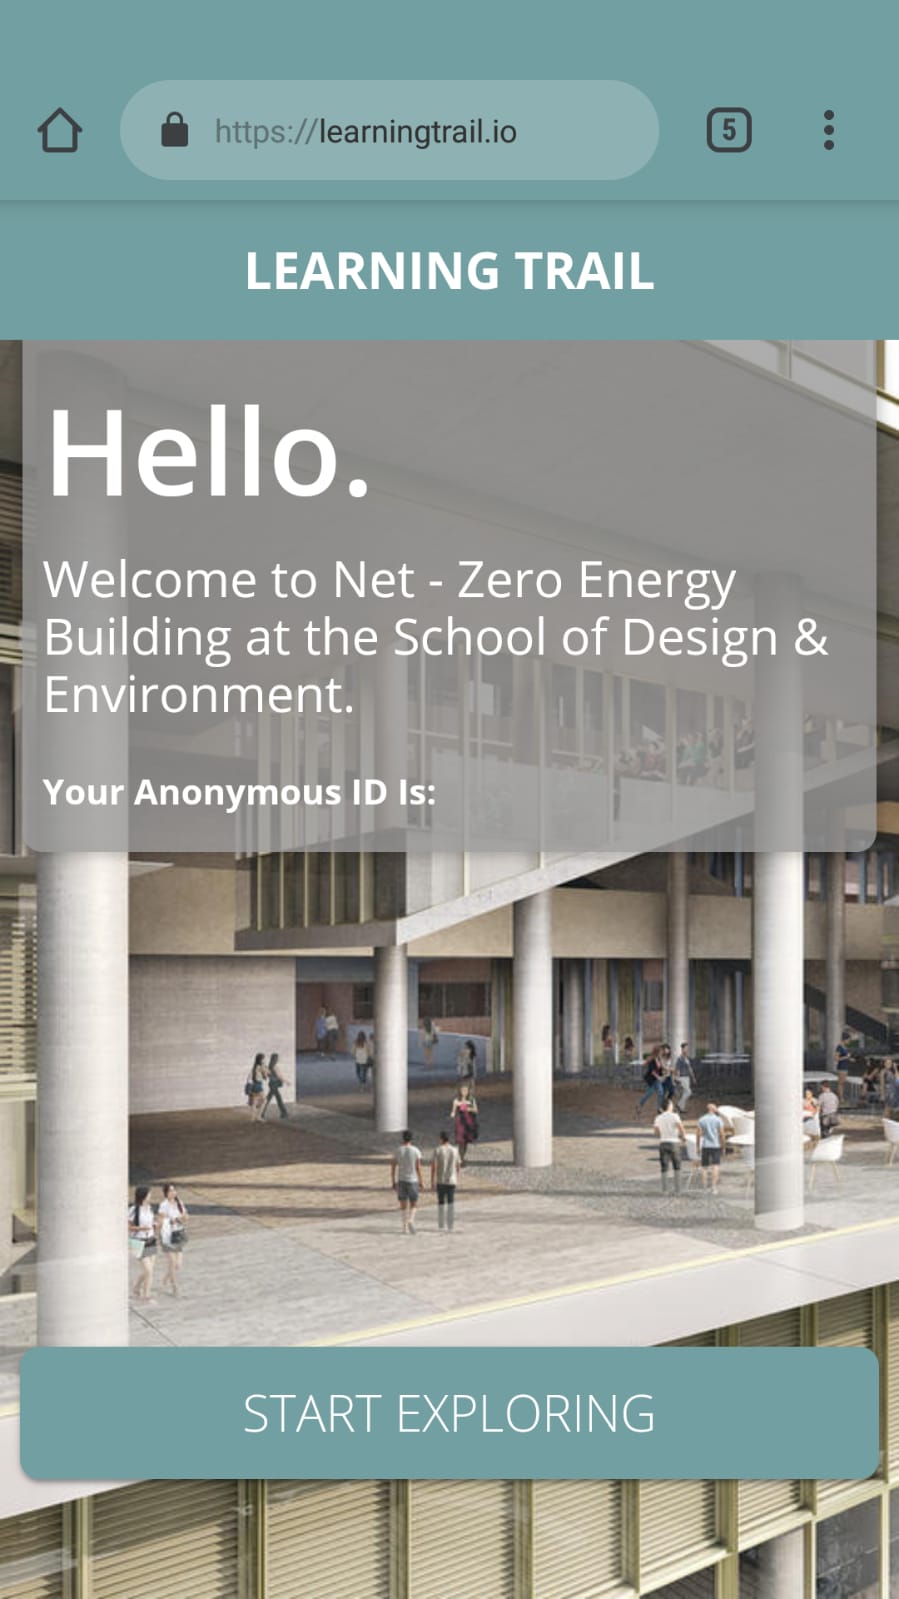 https://learningtrail.io
5
LEARNING TRAIL
Hello.
Welcome to Net - Zero Energy
Building at the School of Design &
Environment.
Your Anonymous ID Is:
START EXPLORING